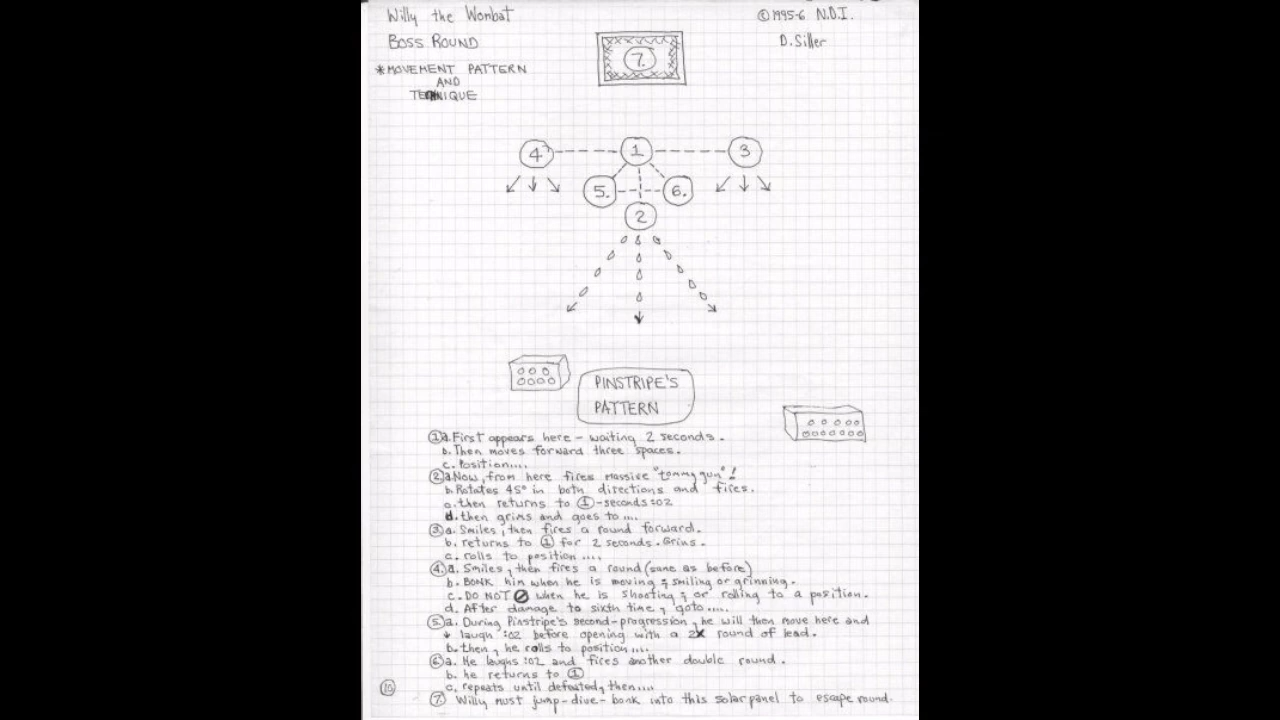 Willy the Wombat
© 1995-6 N.D.I.
BOSS ROUND
D. Siller
*MOVEMENT PATTERN
AND
TECHNIQUE
7.
4
1
3
5.
6.
2
PINSTRIPE'S
PATTERN
① a. First appears here - waiting 2 seconds.
b. Then moves forward three spaces.
c. Position....
② a. Now, from here fires massive "tommy gun"!
b. Rotates 45° in both directions and fires.
c. then returns to ① - seconds :02
d. then grins and goes to ....
③ a. Smiles, then fires a round forward.
b. returns to ① for 2 seconds. Grins.
c. rolls to position ....
④ a. Smiles, then fires a round (same as before)
b. BONK him when he is moving & smiling or grinning.
c. DO NOT when he is shooting & or rolling to a position.
d. After damage to sixth time, goto .....
⑤ a. During Pinstripe's second-progression, he will then move here and
laugh :02 before opening with a 2X round of lead.
b. then, he rolls to position ....
⑥ a. He laughs :02 and fires another double round.
b. he returns to ①
c. repeats until defeated, then....
⑦ Willy must jump-dive-bonk into this solar panel to escape round.
10